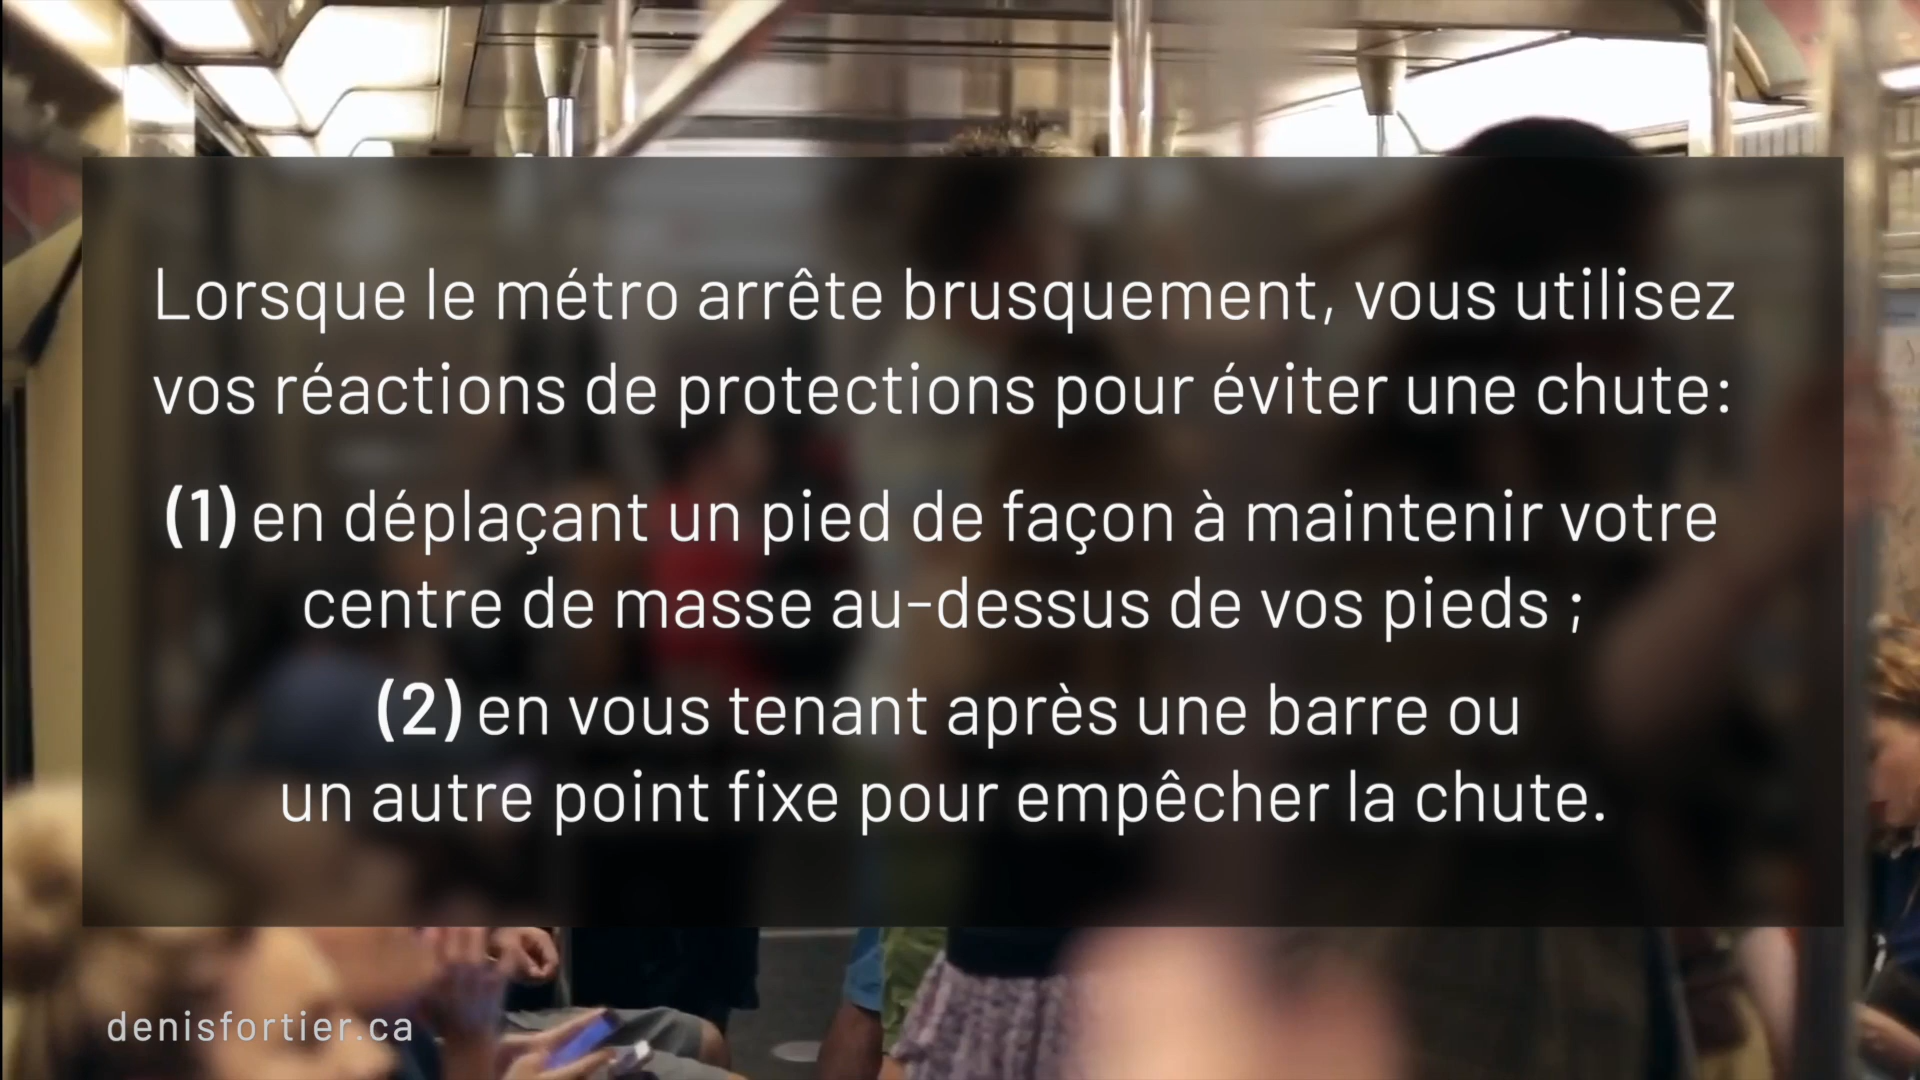 Lorsque le métro arrête brusquement, vous utilisez
vos réactions de protections pour éviter une chute:
(1) en déplaçant un pied de façon à maintenir votre
centre de masse au-dessus de vos pieds ;
(2) en vous tenant après une barre ou
un autre point fixe pour empêcher la chute.
denisfortier.ca